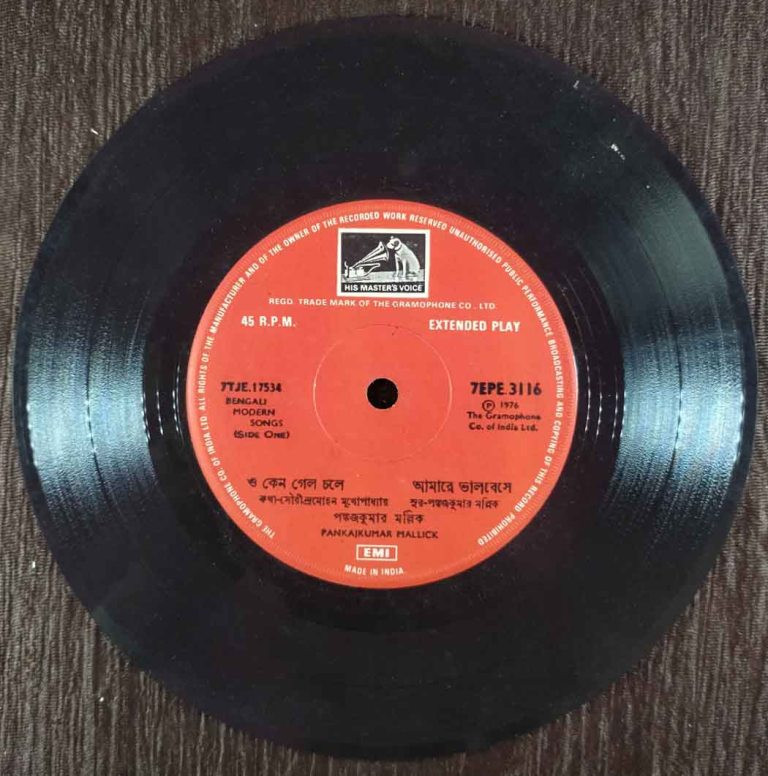 THE GRAMOPHONE CO. OF INDIA LTD. ALL RIGHTS OF THE MANUFACTURER AND OF THE OWNER OF THE RECORDED WORK RESERVED UNAUTHORISED PUBLIC PERFORMANCE BROADCASTING AND COPYING OF THIS RECORD PROHIBITED
HIS MASTER'S VOICE
REGD. TRADE MARK OF THE GRAMOPHONE CO., LTD.
45 R.P.M. EXTENDED PLAY
7TJE.17534 7EPE.3116
BENGALI ℗ 1976
MODERN The Gramophone
SONGS Co. of India Ltd.
(SIDE ONE)
ও কেন গেল চলে আমারে ভালবেসে
কথা-সৌরীন্দ্রমোহন মুখোপাধ্যায় সুর-পঙ্কজকুমার মল্লিক
পঙ্কজকুমার মল্লিক
PANKAJKUMAR MALLICK
EMI
MADE IN INDIA